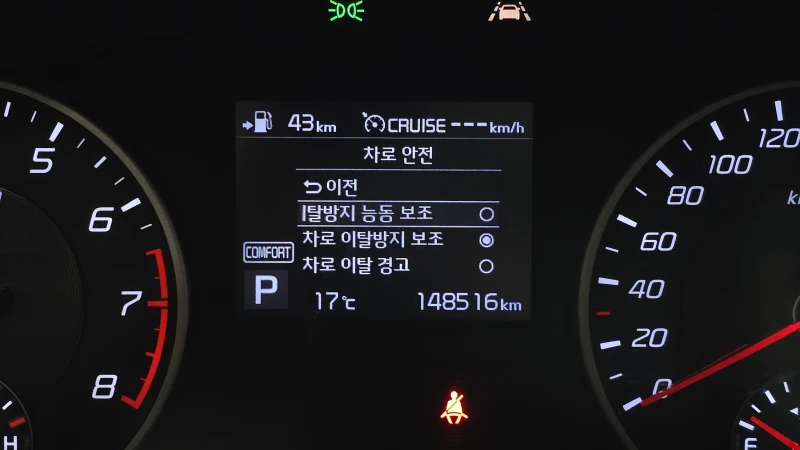 43km CRUISE ---km/h
차로 안전
이전
탈방지 능동 보조
차로 이탈방지 보조
차로 이탈 경고
COMFORT
P
17℃ 148516km
5
6
7
8
H
120
100
80
60
40
20
0
E